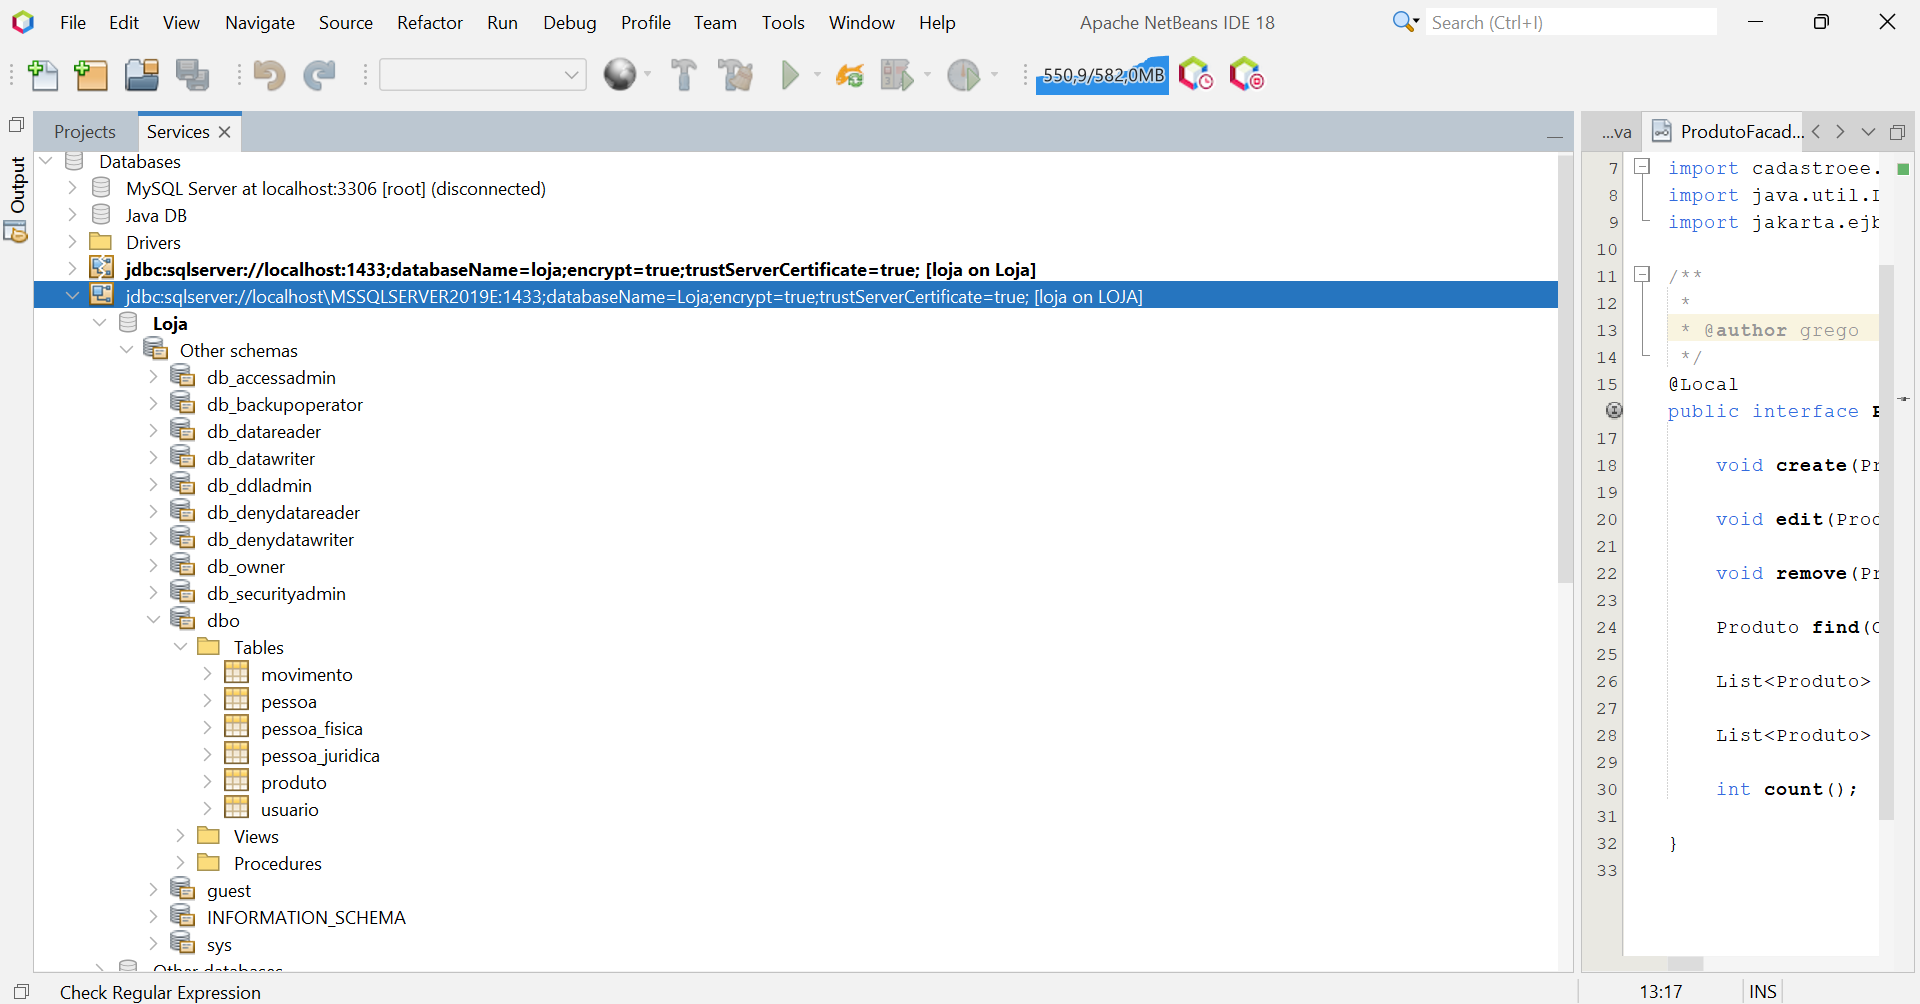 File Edit View Navigate Source Refactor Run Debug Profile Team Tools Window Help Apache NetBeans IDE 18 Search (Ctrl+I)
550,9/582,0MB
Projects Services
Output
Databases
MySQL Server at localhost:3306 [root] (disconnected)
Java DB
Drivers
jdbc:sqlserver://localhost:1433;databaseName=loja;encrypt=true;trustServerCertificate=true; [loja on Loja]
jdbc:sqlserver://localhost\MSSQLSERVER2019E:1433;databaseName=Loja;encrypt=true;trustServerCertificate=true; [loja on LOJA]
Loja
Other schemas
db_accessadmin
db_backupoperator
db_datareader
db_datawriter
db_ddladmin
db_denydatareader
db_denydatawriter
db_owner
db_securityadmin
dbo
Tables
movimento
pessoa
pessoa_fisica
pessoa_juridica
produto
usuario
Views
Procedures
guest
INFORMATION_SCHEMA
sys
Other databases
...va ProdutoFacad...
7 import cadastroee.
8 import java.util.
9 import jakarta.ejb
10
11 /**
12 *
13 * @author grego
14 */
15 @Local
public interface
17
18 void create(Pr
19
20 void edit(Proc
21
22 void remove(Pr
23
24 Produto find(
25
26 List<Produto>
27
28 List<Produto>
29
30 int count();
31
32 }
33
Check Regular Expression 13:17 INS